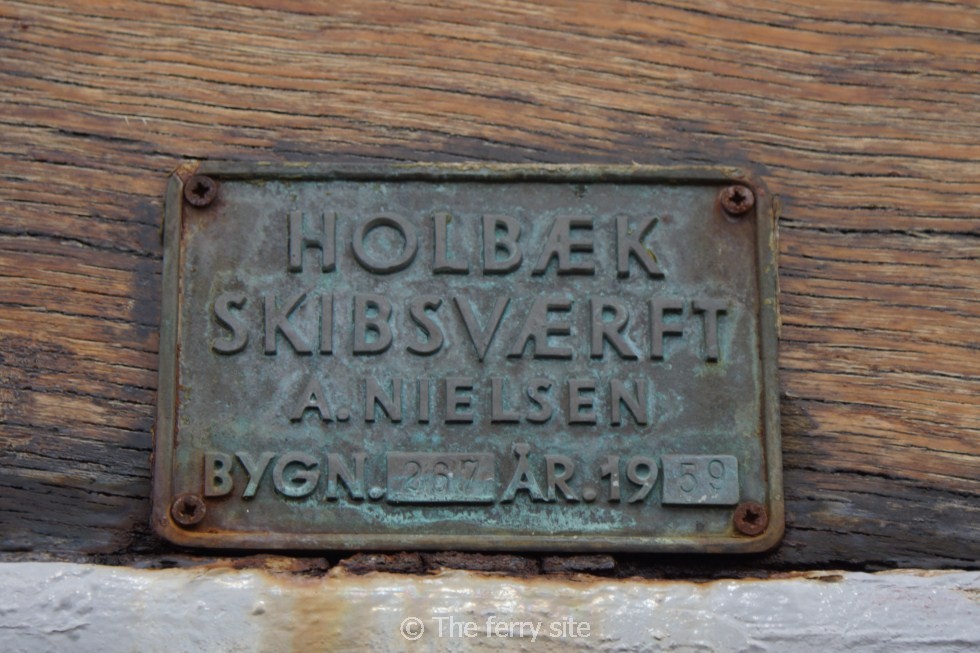 HOLBÆK
SKIBSVÆRFT
A. NIELSEN
BYGN. 267 ÅR. 1959
© The ferry site